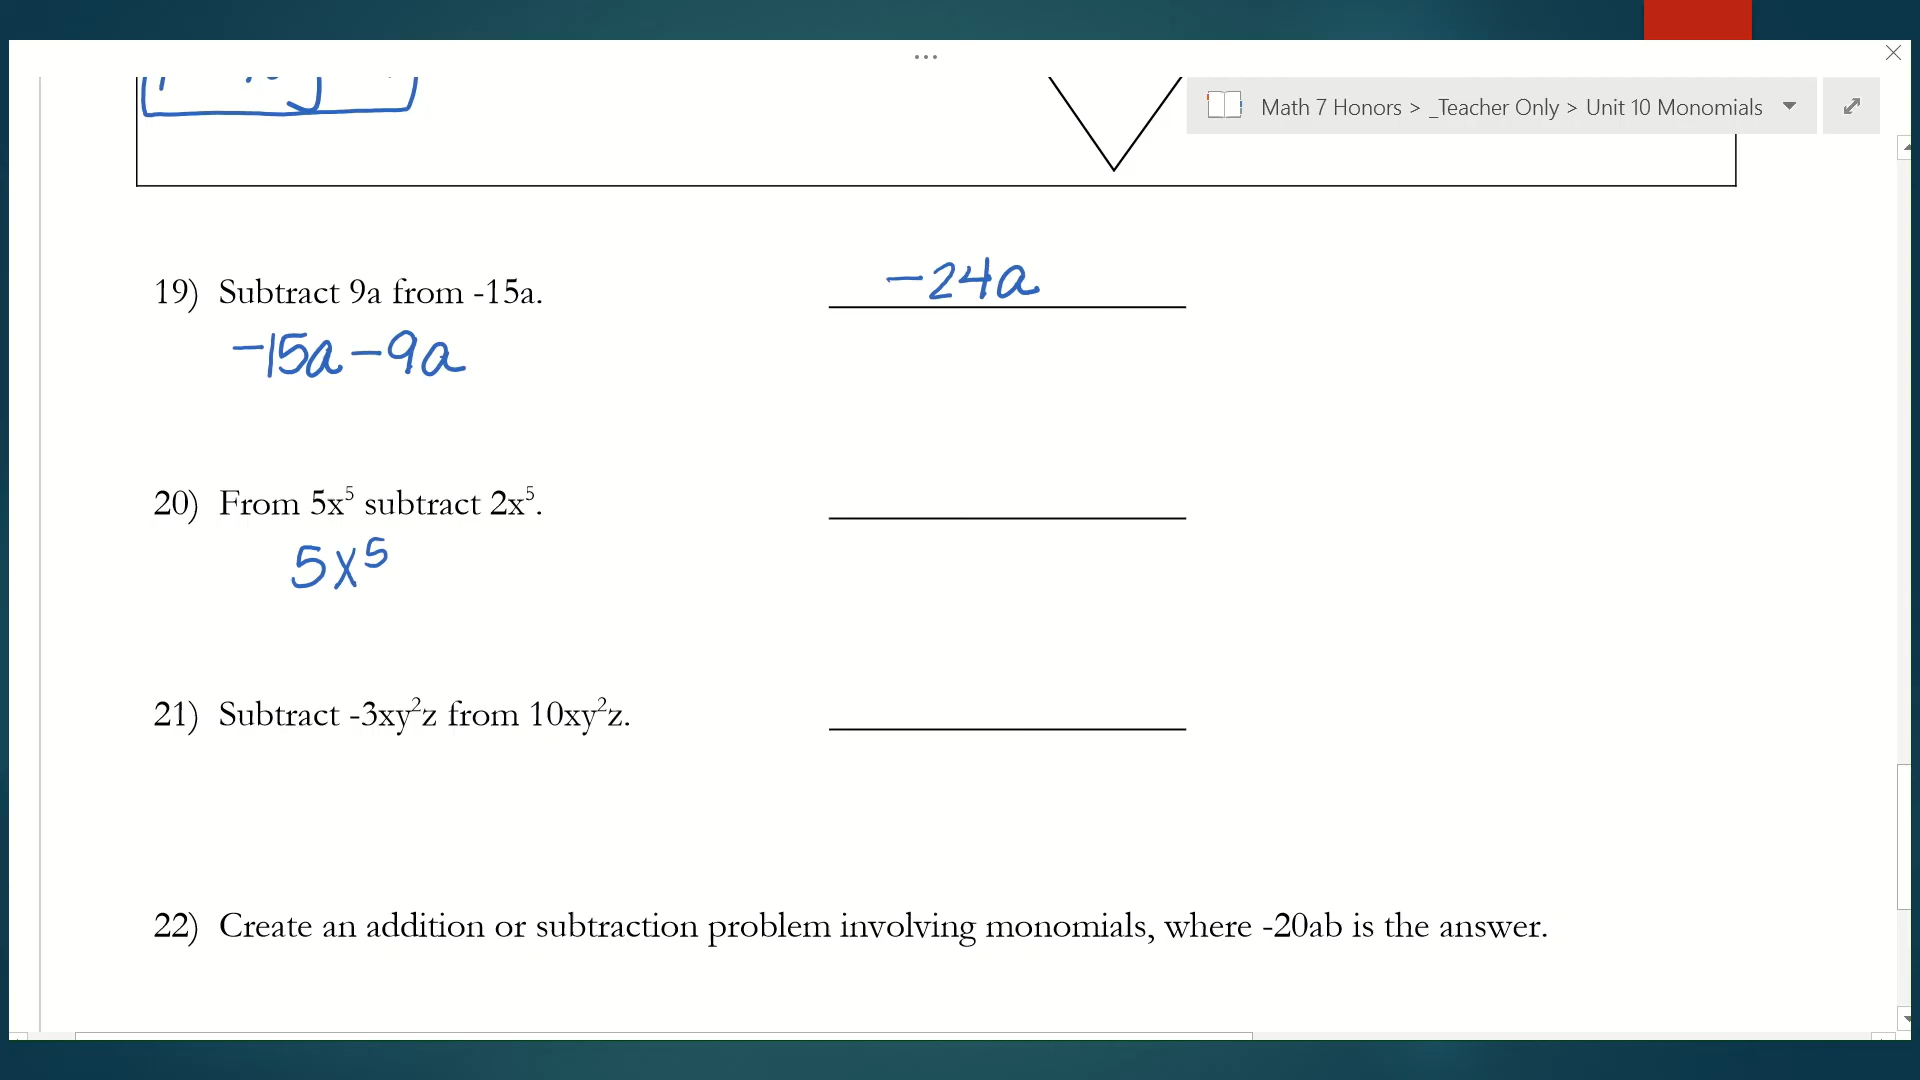 Math 7 Honors > _Teacher Only > Unit 10 Monomials
19) Subtract 9a from -15a.
-24a
-15a-9a
20) From 5x⁵ subtract 2x⁵.
5x⁵
21) Subtract -3xy²z from 10xy²z.
22) Create an addition or subtraction problem involving monomials, where -20ab is the answer.